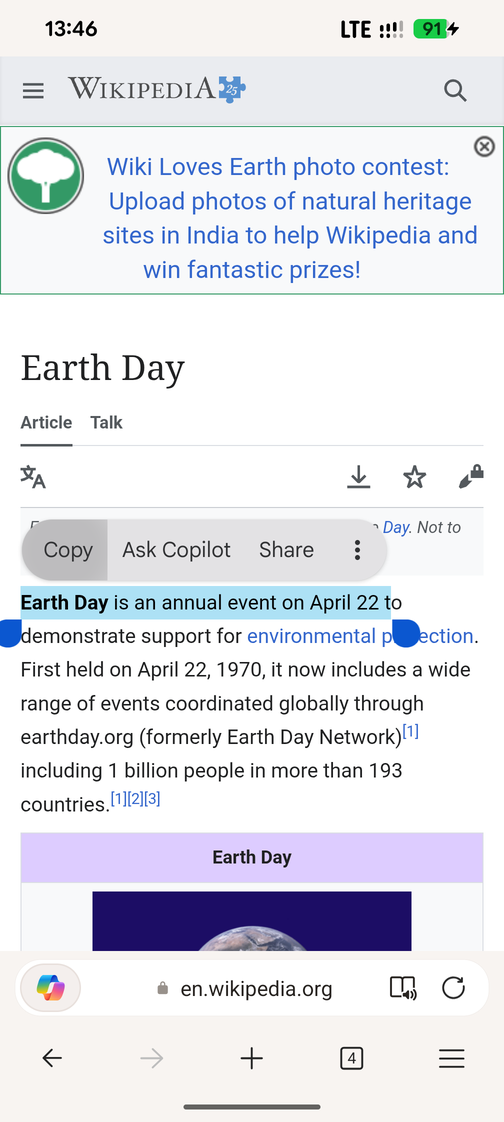 13:46
LTE
91
WIKIPEDIA 25
Wiki Loves Earth photo contest:
Upload photos of natural heritage
sites in India to help Wikipedia and
win fantastic prizes!
Earth Day
Article Talk
Day. Not to
Copy Ask Copilot Share
Earth Day is an annual event on April 22 to
demonstrate support for environmental
First held on April 22, 1970, it now includes a wide
range of events coordinated globally through
earthday.org (formerly Earth Day Network)[1]
including 1 billion people in more than 193
countries.[1][2][3]
Earth Day
en.wikipedia.org
4